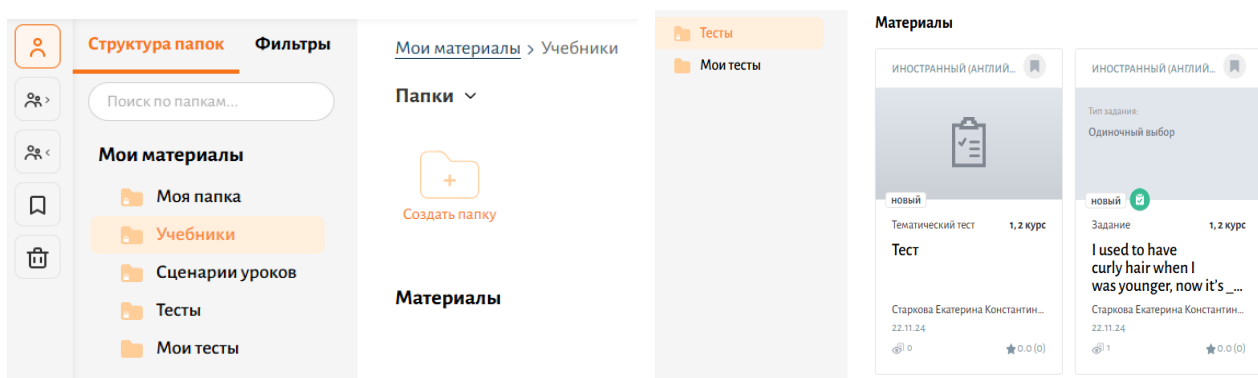 Структура папок
Фильтры
Поиск по папкам...
Мои материалы
Моя папка
Учебники
Сценарии уроков
Тесты
Мои тесты
Мои материалы > Учебники
Папки
Создать папку
Материалы
Тесты
Мои тесты
Материалы
ИНОСТРАННЫЙ (АНГЛИЙ...
новый
Тематический тест 1, 2 курс
Тест
Старкова Екатерина Константин...
22.11.24
0 0.0 (0)
ИНОСТРАННЫЙ (АНГЛИЙ...
Тип задания:
Одиночный выбор
новый
Задание 1, 2 курс
I used to have
curly hair when I
was younger, now it's _...
Старкова Екатерина Константин...
22.11.24
1 0.0 (0)